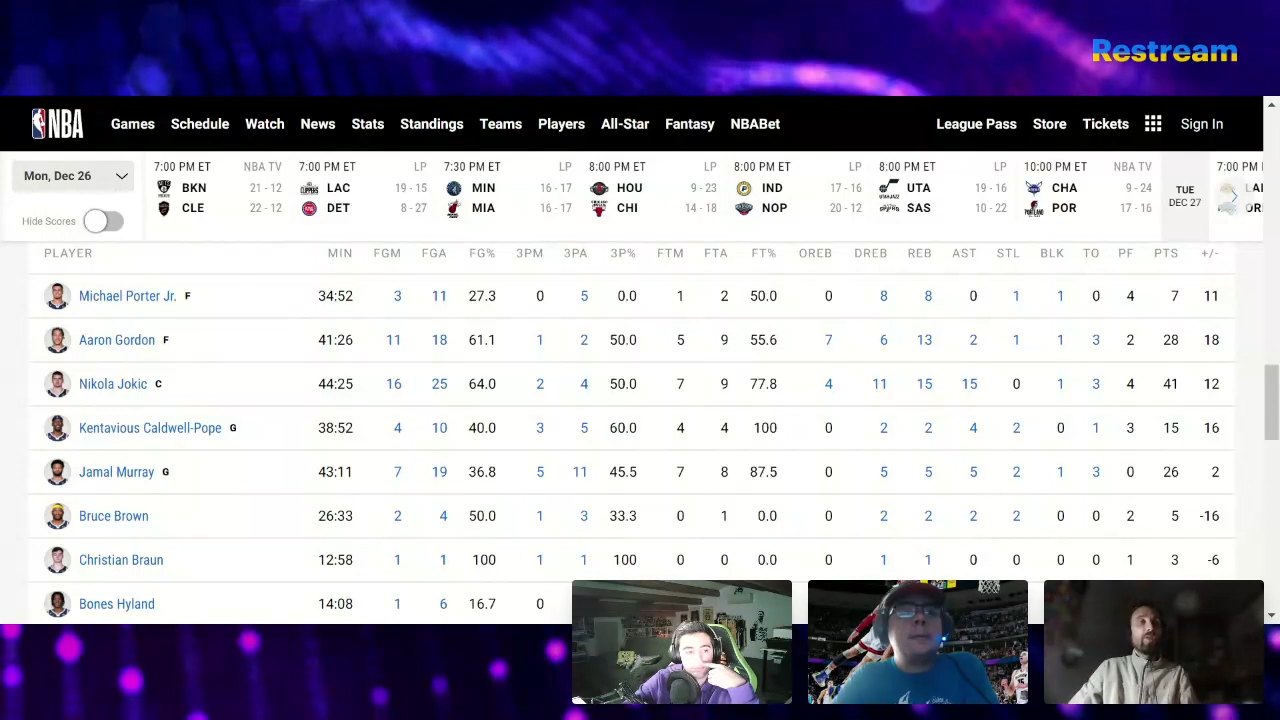 Restream
NBA Games Schedule Watch News Stats Standings Teams Players All-Star Fantasy NBABet League Pass Store Tickets Sign In
Mon, Dec 26
Hide Scores
7:00 PM ET NBA TV
BKN 21 - 12
CLE 22 - 12
7:00 PM ET LP
LAC 19 - 15
DET 8 - 27
7:30 PM ET LP
MIN 16 - 17
MIA 16 - 17
8:00 PM ET LP
HOU 9 - 23
CHI 14 - 18
8:00 PM ET LP
IND 17 - 16
NOP 20 - 12
8:00 PM ET LP
UTA 19 - 16
SAS 10 - 22
10:00 PM ET NBA TV
CHA 9 - 24
POR 17 - 16
TUE
DEC 27
7:00 PM
PLAYER MIN FGM FGA FG% 3PM 3PA 3P% FTM FTA FT% OREB DREB REB AST STL BLK TO PF PTS +/-
Michael Porter Jr. F 34:52 3 11 27.3 0 5 0.0 1 2 50.0 0 8 8 0 1 1 0 4 7 11
Aaron Gordon F 41:26 11 18 61.1 1 2 50.0 5 9 55.6 7 6 13 2 1 1 3 2 28 18
Nikola Jokic C 44:25 16 25 64.0 2 4 50.0 7 9 77.8 4 11 15 15 0 1 3 4 41 12
Kentavious Caldwell-Pope G 38:52 4 10 40.0 3 5 60.0 4 4 100 0 2 2 4 2 0 1 3 15 16
Jamal Murray G 43:11 7 19 36.8 5 11 45.5 7 8 87.5 0 5 5 5 2 1 3 0 26 2
Bruce Brown 26:33 2 4 50.0 1 3 33.3 0 1 0.0 0 2 2 2 2 0 0 2 5 -16
Christian Braun 12:58 1 1 100 1 1 100 0 0 0.0 0 1 1 0 0 0 0 1 3 -6
Bones Hyland 14:08 1 6 16.7 0